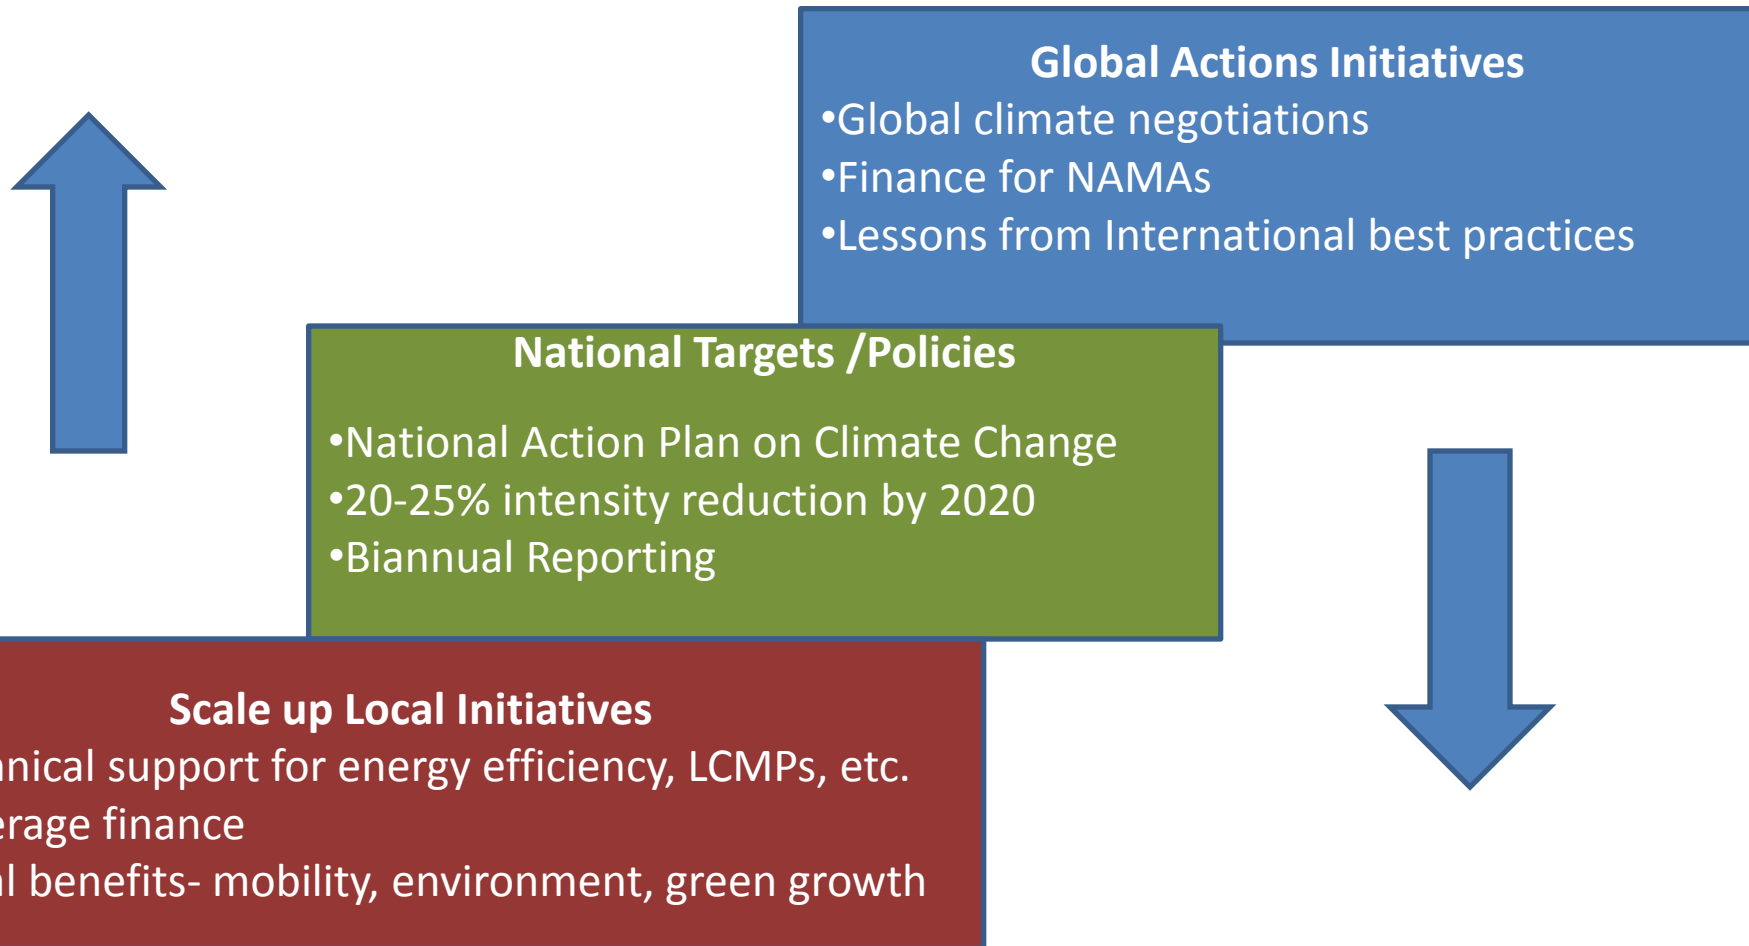 Global Actions Initiatives
•Global climate negotiations
•Finance for NAMAs
•Lessons from International best practices
National Targets /Policies
•National Action Plan on Climate Change
•20-25% intensity reduction by 2020
•Biannual Reporting
Scale up Local Initiatives
support for energy efficiency, LCMPs, etc.
finance
benefits- mobility, environment, green growth